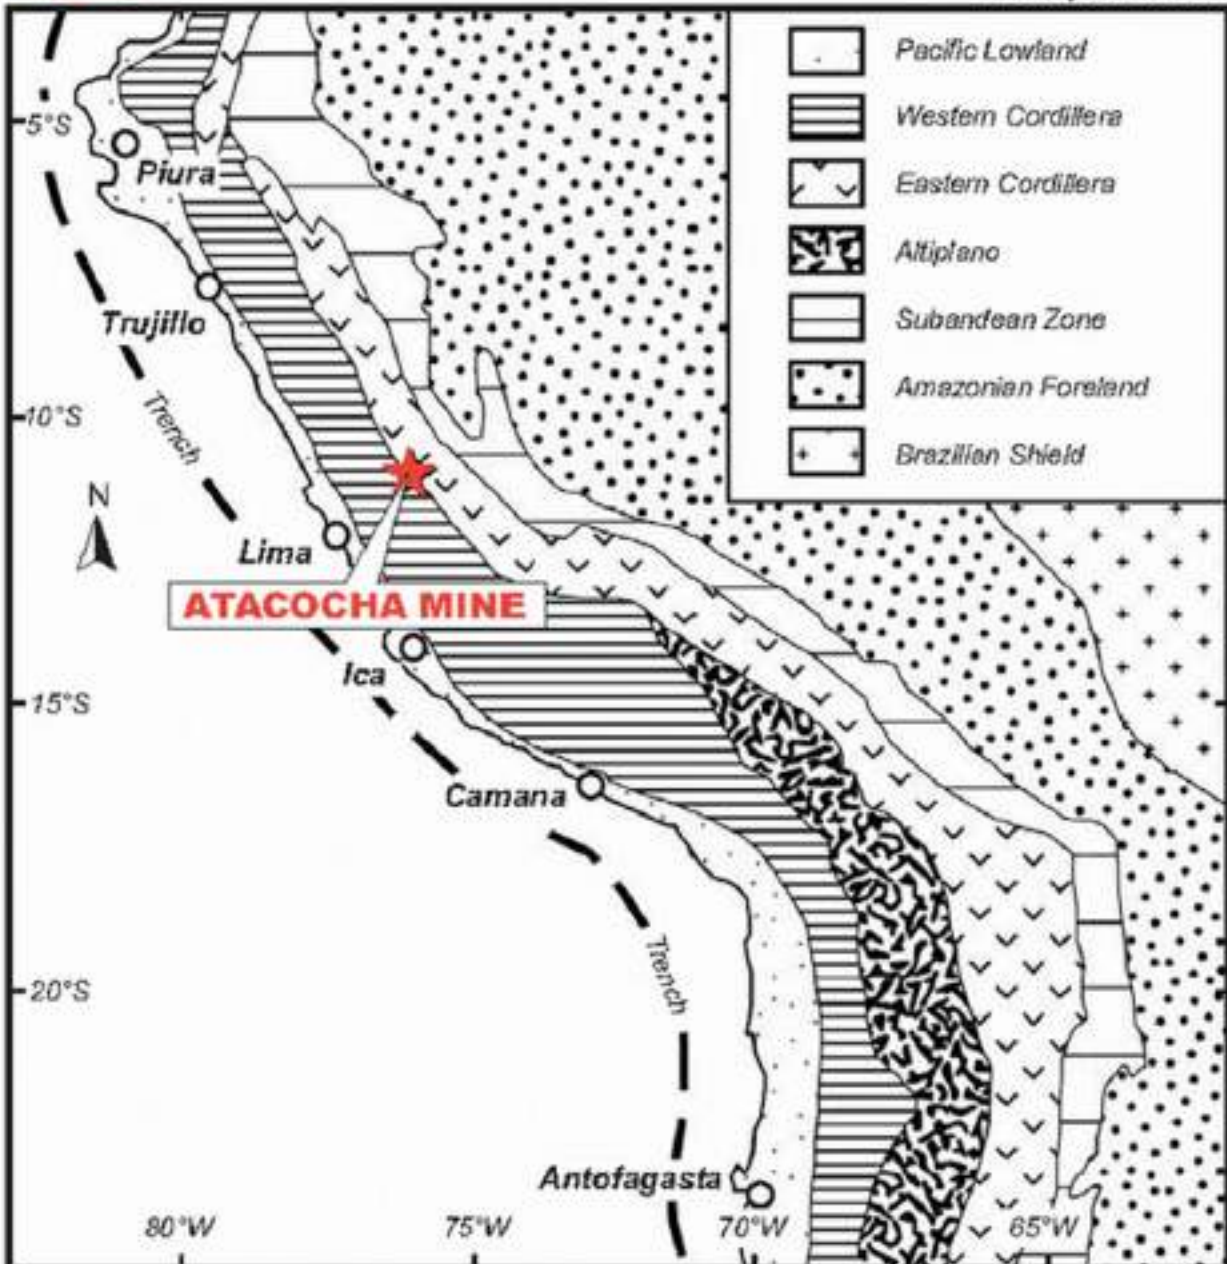 Pacific Lowland
Western Cordillera
Eastern Cordillera
Altiplano
Subandean Zone
Amazonian Foreland
Brazilian Shield
5°S
Piura
Trujillo
10°S
Trench
N
Lima
ATACOCHA MINE
Ica
15°S
Camana
Trench
20°S
Antofagasta
80°W
75°W
70°W
65°W